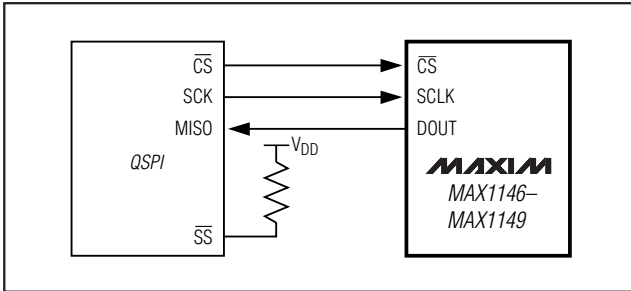 CS
SCK
MISO
QSPI
SS
VDD
CS
SCLK
DOUT
MAXIM
MAX1146–
MAX1149